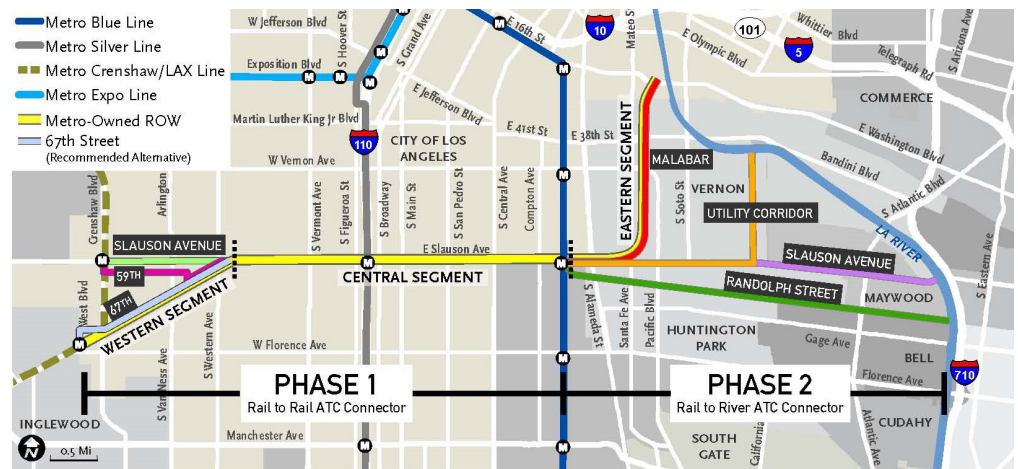 Metro Blue Line
Metro Silver Line
Metro Crenshaw/LAX Line
Metro Expo Line
Metro-Owned ROW
67th Street
(Recommended Alternative)
W Jefferson Blvd
S Hoover St
S Grand Ave
E 16th St
Mateo St
10
101
5
Whittier Blvd
S Arizona Ave
E Olympic Blvd
Telegraph Rd
Exposition Blvd
M
M
M
M
M
M
E Jefferson Blvd
COMMERCE
Martin Luther King Jr Blvd
110
CITY OF LOS
ANGELES
E 41st St
E 38th St
E Washington Blvd
Bandini Blvd
W Vernon Ave
M
EASTERN SEGMENT
MALABAR
VERNON
S Soto St
S Atlantic Blvd
Crenshaw Blvd
Arlington
S Vermont Ave
S Figueroa St
S Broadway
S Main St
S San Pedro St
S Central Ave
Compton Ave
UTILITY CORRIDOR
LA RIVER
SLAUSON AVENUE
E Slauson Ave
M
M
M
CENTRAL SEGMENT
SLAUSON AVENUE
59TH
67TH
RANDOLPH STREET
MAYWOOD
S Eastern Ave
West Blvd
WESTERN SEGMENT
S Western Ave
S Alameda St
Santa Fe Ave
Pacific Blvd
HUNTINGTON
PARK
Gage Ave
M
W Florence Ave
M
BELL
Florence Ave
710
S Van Ness Ave
PHASE 1
Rail to Rail ATC Connector
PHASE 2
Rail to River ATC Connector
INGLEWOOD
Manchester Ave
M
M
SOUTH
GATE
California
Atlantic Ave
CUDAHY
N
0.5 Mi